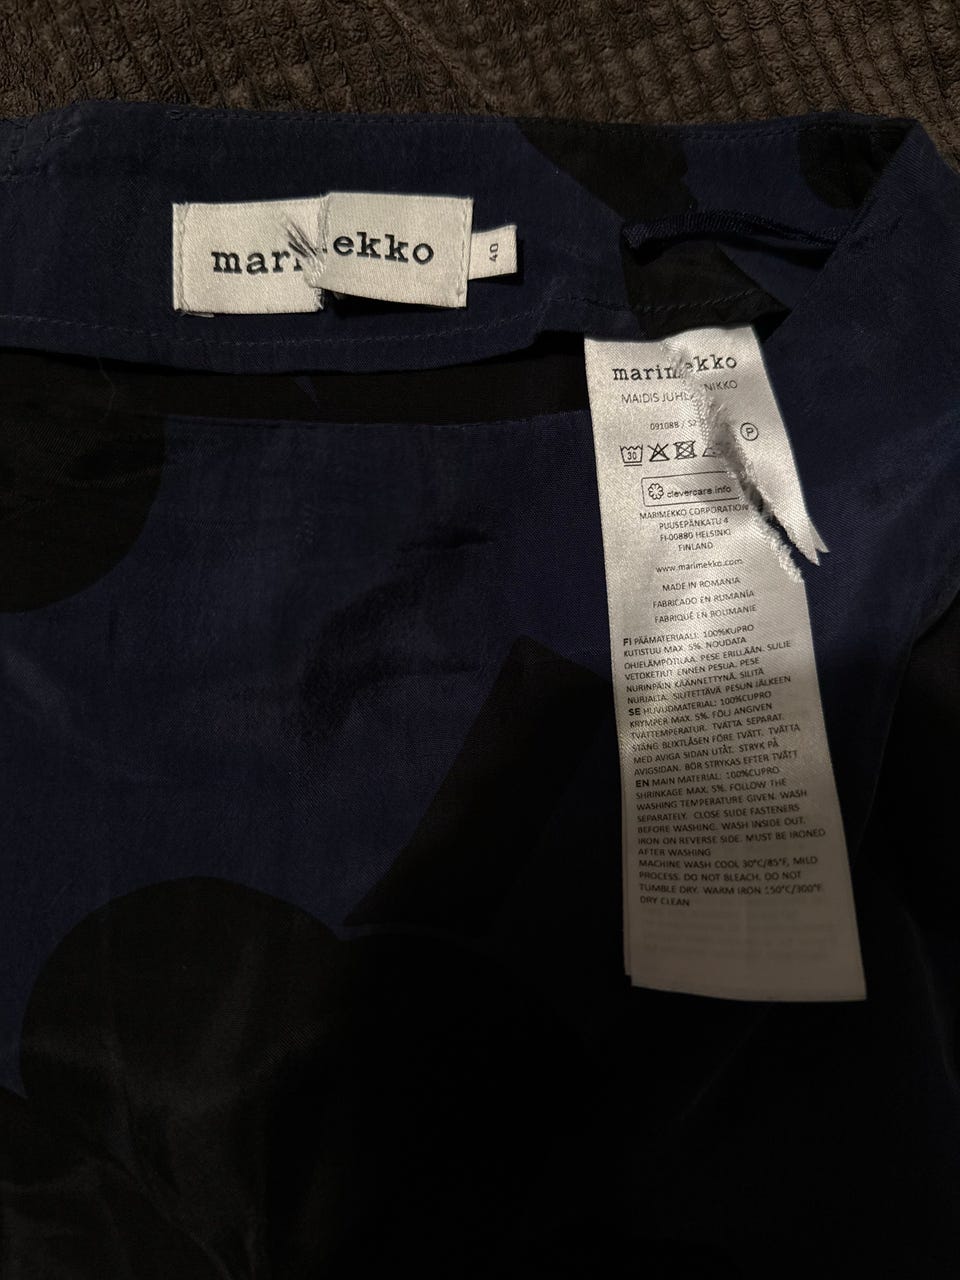 marimekko
40
marimekko
MAIDIS JUHL NIKKO
091088 / S2
30
P
clevercare.info
MARIMEKKO CORPORATION
PUUSEPÄNKATU 4
FI-00880 HELSINKI
FINLAND
www.marimekko.com
MADE IN ROMANIA
FABRICADO EN RUMANÍA
FABRIQUÉ EN ROUMANIE
FI PÄÄMATERIAALI: 100%KUPRO
KUTISTUU MAX. 5%. NOUDATA
OHJELÄMPÖTILAA. PESE ERILLÄÄN. SULJE
VETOKETJUT ENNEN PESUA. PESE
NURINPÄIN KÄÄNNETTYNÄ. SILITÄ
NURJALTA. SILITETTÄVÄ PESUN JÄLKEEN
SE HUVUDMATERIAL: 100%CUPRO
KRYMPER MAX. 5%. FÖLJ ANGIVEN
TVÄTTEMPERATUR. TVÄTTA SEPARAT.
STÄNG BLIXTLÅSEN FÖRE TVÄTT. TVÄTTA
MED AVIGA SIDAN UTÅT. STRYK PÅ
AVIGSIDAN. BÖR STRYKAS EFTER TVÄTT
EN MAIN MATERIAL: 100%CUPRO
SHRINKAGE MAX. 5%. FOLLOW THE
WASHING TEMPERATURE GIVEN. WASH
SEPARATELY. CLOSE SLIDE FASTENERS
BEFORE WASHING. WASH INSIDE OUT.
IRON ON REVERSE SIDE. MUST BE IRONED
AFTER WASHING
MACHINE WASH COOL 30°C/85°F, MILD
PROCESS. DO NOT BLEACH. DO NOT
TUMBLE DRY. WARM IRON 150°C/300°F.
DRY CLEAN